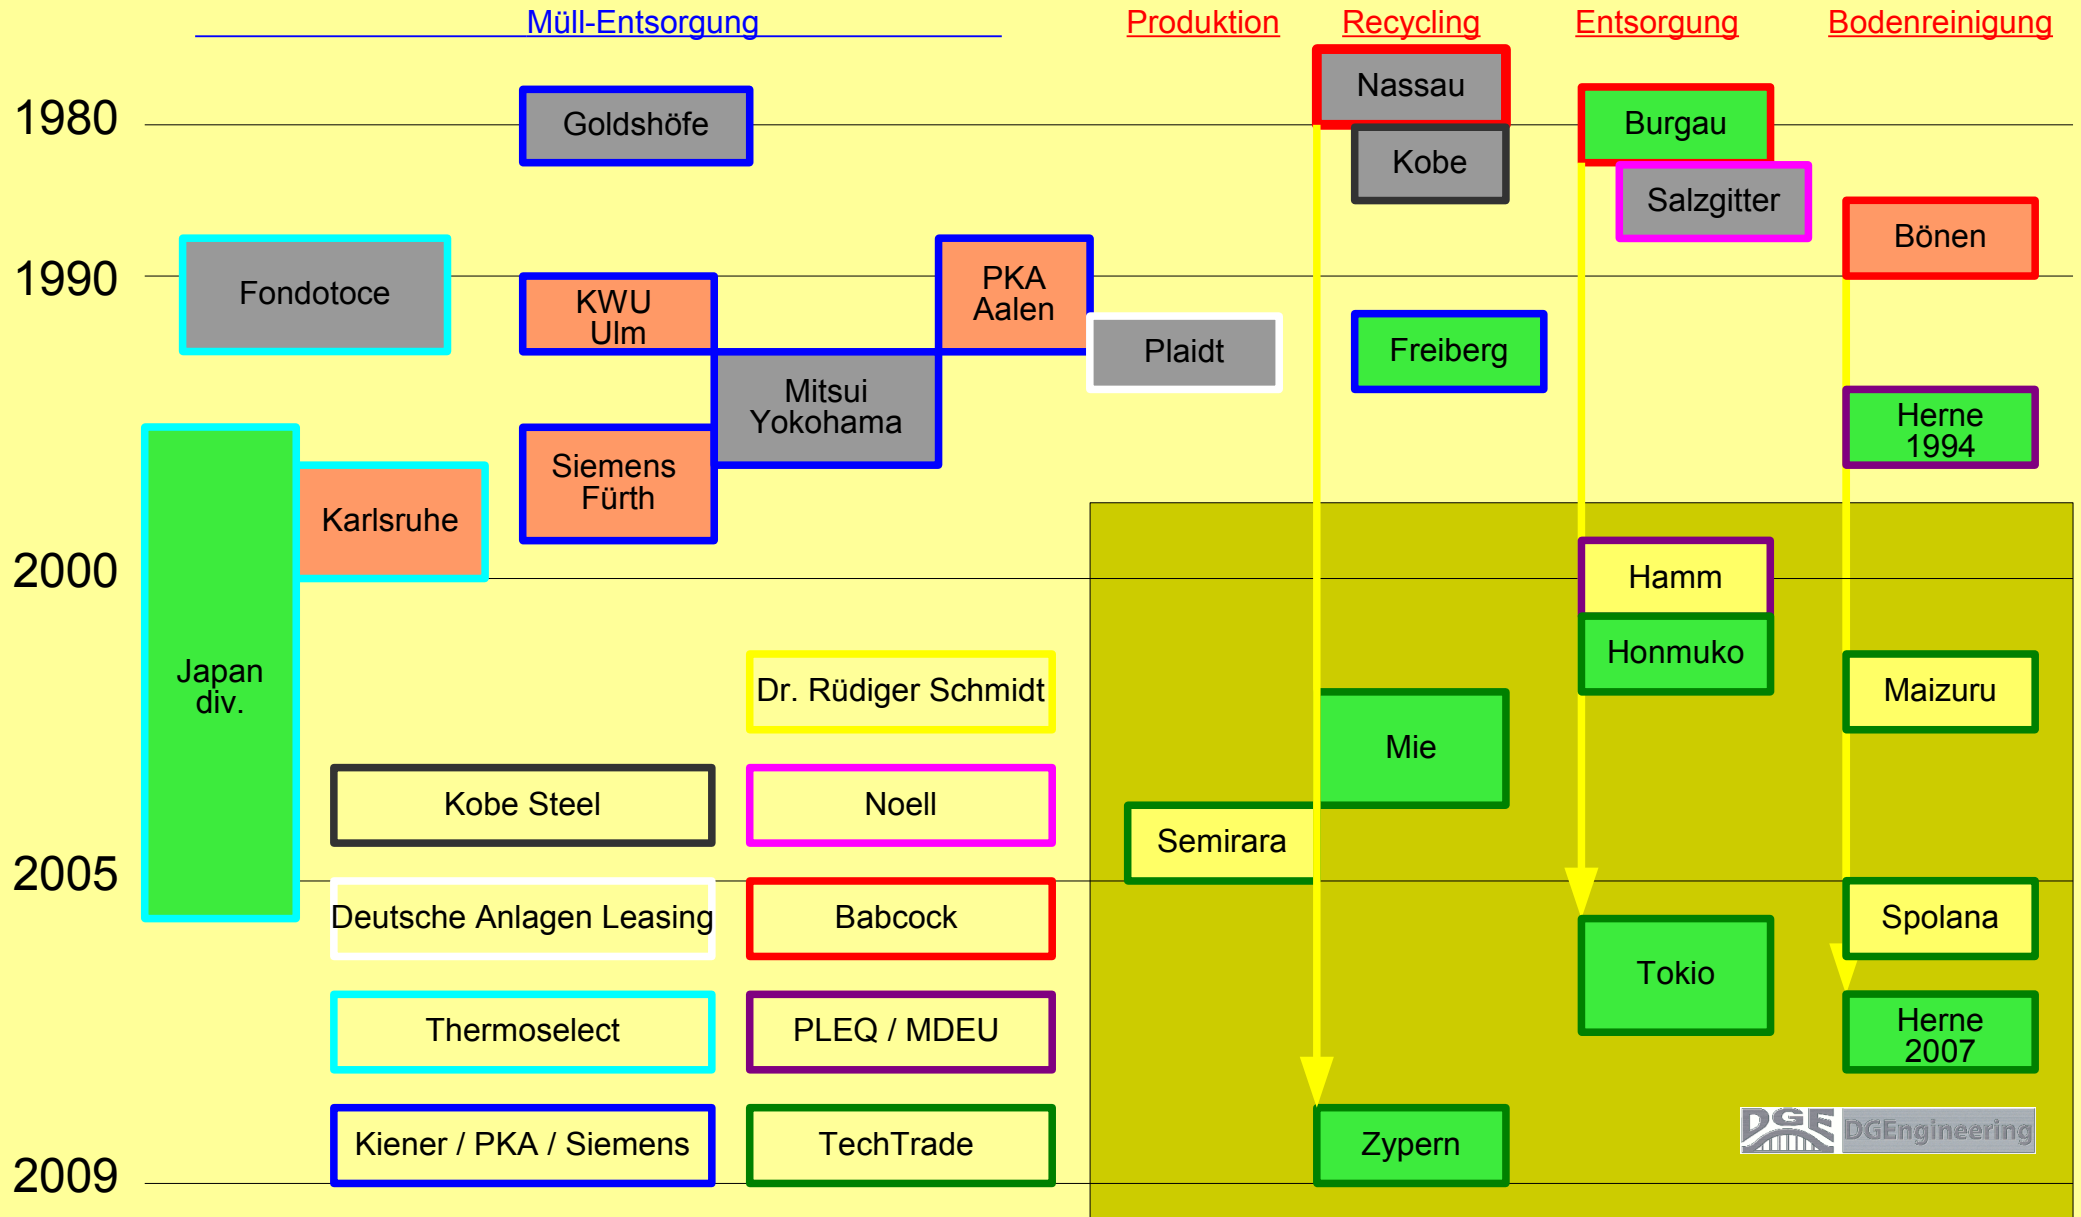 Müll-Entsorgung
Produktion
Recycling
Entsorgung
Bodenreinigung
Nassau
1980
Goldshöfe
Burgau
Kobe
Salzgitter
Bönen
1990
Fondotoce
KWU
Ulm
PKA
Aalen
Plaidt
Freiberg
Mitsui
Yokohama
Herne
1994
Siemens
Fürth
Karlsruhe
2000
Hamm
Honmuko
Japan
div.
Dr. Rüdiger Schmidt
Maizuru
Mie
Kobe Steel
Noell
Semirara
2005
Deutsche Anlagen Leasing
Babcock
Spolana
Tokio
Thermoselect
PLEQ / MDEU
Herne
2007
Kiener / PKA / Siemens
TechTrade
Zypern
DGE DGEngineering
2009